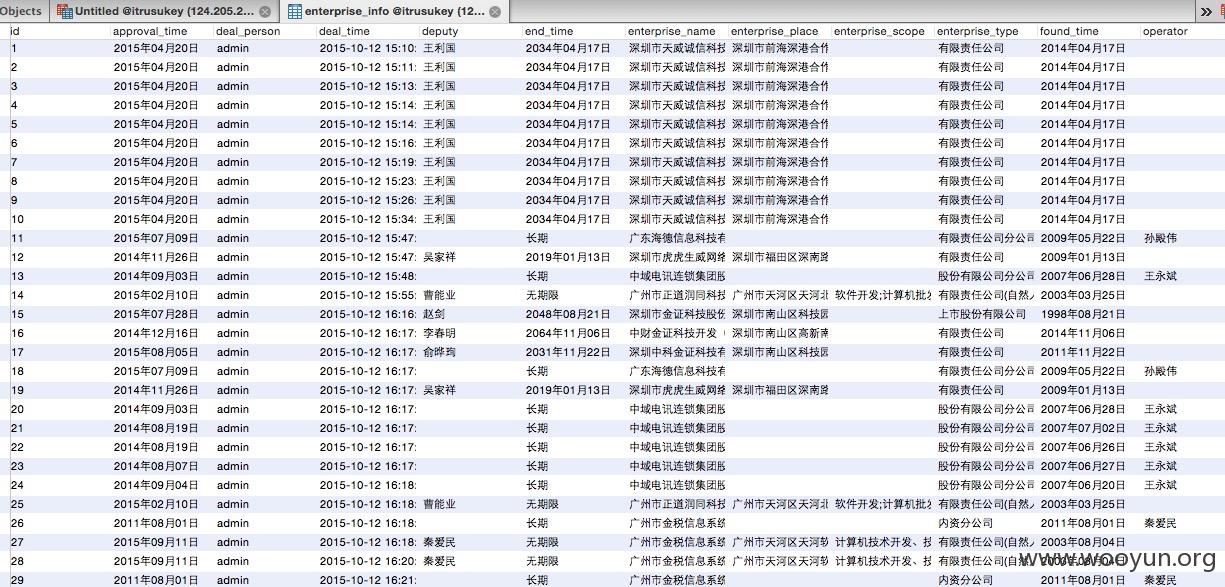 Objects Untitled @itrusukey (124.205.2... enterprise_info @itrusukey (12... »
id approval_time deal_person deal_time deputy end_time enterprise_name enterprise_place enterprise_scope enterprise_type found_time operator
1 2015年04月20日 admin 2015-10-12 15:10: 王利国 2034年04月17日 深圳市天威诚信科技 深圳市前海深港合作 有限责任公司 2014年04月17日
2 2015年04月20日 admin 2015-10-12 15:11: 王利国 2034年04月17日 深圳市天威诚信科技 深圳市前海深港合作 有限责任公司 2014年04月17日
3 2015年04月20日 admin 2015-10-12 15:13: 王利国 2034年04月17日 深圳市天威诚信科技 深圳市前海深港合作 有限责任公司 2014年04月17日
4 2015年04月20日 admin 2015-10-12 15:14: 王利国 2034年04月17日 深圳市天威诚信科技 深圳市前海深港合作 有限责任公司 2014年04月17日
5 2015年04月20日 admin 2015-10-12 15:14: 王利国 2034年04月17日 深圳市天威诚信科技 深圳市前海深港合作 有限责任公司 2014年04月17日
6 2015年04月20日 admin 2015-10-12 15:16: 王利国 2034年04月17日 深圳市天威诚信科技 深圳市前海深港合作 有限责任公司 2014年04月17日
7 2015年04月20日 admin 2015-10-12 15:19: 王利国 2034年04月17日 深圳市天威诚信科技 深圳市前海深港合作 有限责任公司 2014年04月17日
8 2015年04月20日 admin 2015-10-12 15:23: 王利国 2034年04月17日 深圳市天威诚信科技 深圳市前海深港合作 有限责任公司 2014年04月17日
9 2015年04月20日 admin 2015-10-12 15:26: 王利国 2034年04月17日 深圳市天威诚信科技 深圳市前海深港合作 有限责任公司 2014年04月17日
10 2015年04月20日 admin 2015-10-12 15:34: 王利国 2034年04月17日 深圳市天威诚信科技 深圳市前海深港合作 有限责任公司 2014年04月17日
11 2015年07月09日 admin 2015-10-12 15:47: 长期 广东海德信息科技有 有限责任公司分公司 2009年05月22日 孙殿伟
12 2014年11月26日 admin 2015-10-12 15:47: 吴家祥 2019年01月13日 深圳市虎虎生威网络 深圳市福田区深南路 有限责任公司 2009年01月13日
13 2014年09月03日 admin 2015-10-12 15:48: 长期 中域电讯连锁集团股 股份有限公司分公司 2007年06月28日 王永斌
14 2015年02月10日 admin 2015-10-12 15:55: 曹能业 无期限 广州市正道润同科技 广州市天河区天河北 软件开发;计算机批发 有限责任公司(自然人 2003年03月25日
15 2015年07月28日 admin 2015-10-12 16:16: 赵剑 2048年08月21日 深圳市金证科技股份 深圳市南山区科技园 上市股份有限公司 1998年08月21日
16 2014年12月16日 admin 2015-10-12 16:17: 李春明 2064年11月06日 中财金证科技开发( 深圳市南山区高新南 有限责任公司 2014年11月06日
17 2015年08月05日 admin 2015-10-12 16:17: 俞晔珣 2031年11月22日 深圳中科金证科技有 深圳市南山区科技园 有限责任公司 2011年11月22日
18 2015年07月09日 admin 2015-10-12 16:17: 长期 广东海德信息科技有 有限责任公司分公司 2009年05月22日 孙殿伟
19 2014年11月26日 admin 2015-10-12 16:17: 吴家祥 2019年01月13日 深圳市虎虎生威网络 深圳市福田区深南路 有限责任公司 2009年01月13日
20 2014年09月03日 admin 2015-10-12 16:17: 长期 中域电讯连锁集团股 股份有限公司分公司 2007年06月28日 王永斌
21 2014年08月19日 admin 2015-10-12 16:17: 长期 中域电讯连锁集团股 股份有限公司分公司 2007年07月02日 王永斌
22 2014年08月19日 admin 2015-10-12 16:17: 长期 中域电讯连锁集团股 股份有限公司分公司 2007年06月26日 王永斌
23 2014年08月07日 admin 2015-10-12 16:17: 长期 中域电讯连锁集团股 股份有限公司分公司 2007年06月27日 王永斌
24 2014年09月04日 admin 2015-10-12 16:18: 长期 中域电讯连锁集团股 股份有限公司分公司 2007年06月20日 王永斌
25 2015年02月10日 admin 2015-10-12 16:18: 曹能业 无期限 广州市正道润同科技 广州市天河区天河北 软件开发;计算机批发 有限责任公司(自然人 2003年03月25日
26 2011年08月01日 admin 2015-10-12 16:18: 长期 广州市金税信息系统 内资分公司 2011年08月01日 秦爱民
27 2015年09月11日 admin 2015-10-12 16:18: 秦爱民 无期限 广州市金税信息系统 广州市天河区天河软 计算机技术开发、技 有限责任公司(自然人 2003年08月04日
28 2015年09月11日 admin 2015-10-12 16:20: 秦爱民 无期限 广州市金税信息系统 广州市天河区天河软 计算机技术开发、技 有限责任公司(自然人 2003年08月04日
29 2011年08月01日 admin 2015-10-12 16:21: 长期 广州市金税信息系统 内资分公司 2011年08月01日 秦爱民
www.wooyun.org